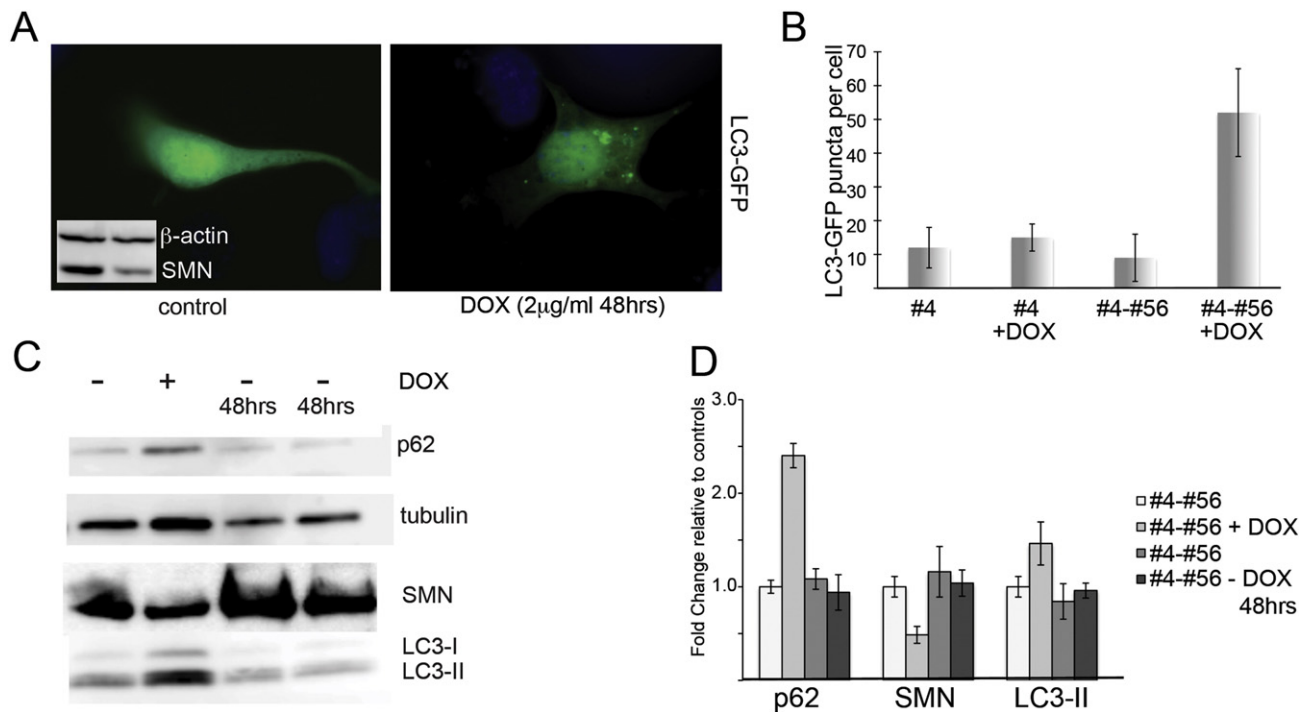 A
β-actin
SMN
control
DOX (2μg/ml 48hrs)
LC3-GFP
B
LC3-GFP puncta per cell
70
60
50
40
30
20
10
#4
#4
+DOX
#4-#56
#4-#56
+DOX
C
- + - - DOX
48hrs 48hrs
p62
tubulin
SMN
LC3-I
LC3-II
D
Fold Change relative to controls
3.0
2.0
1.0
p62 SMN LC3-II
#4-#56
#4-#56 + DOX
#4-#56
#4-#56 - DOX
48hrs